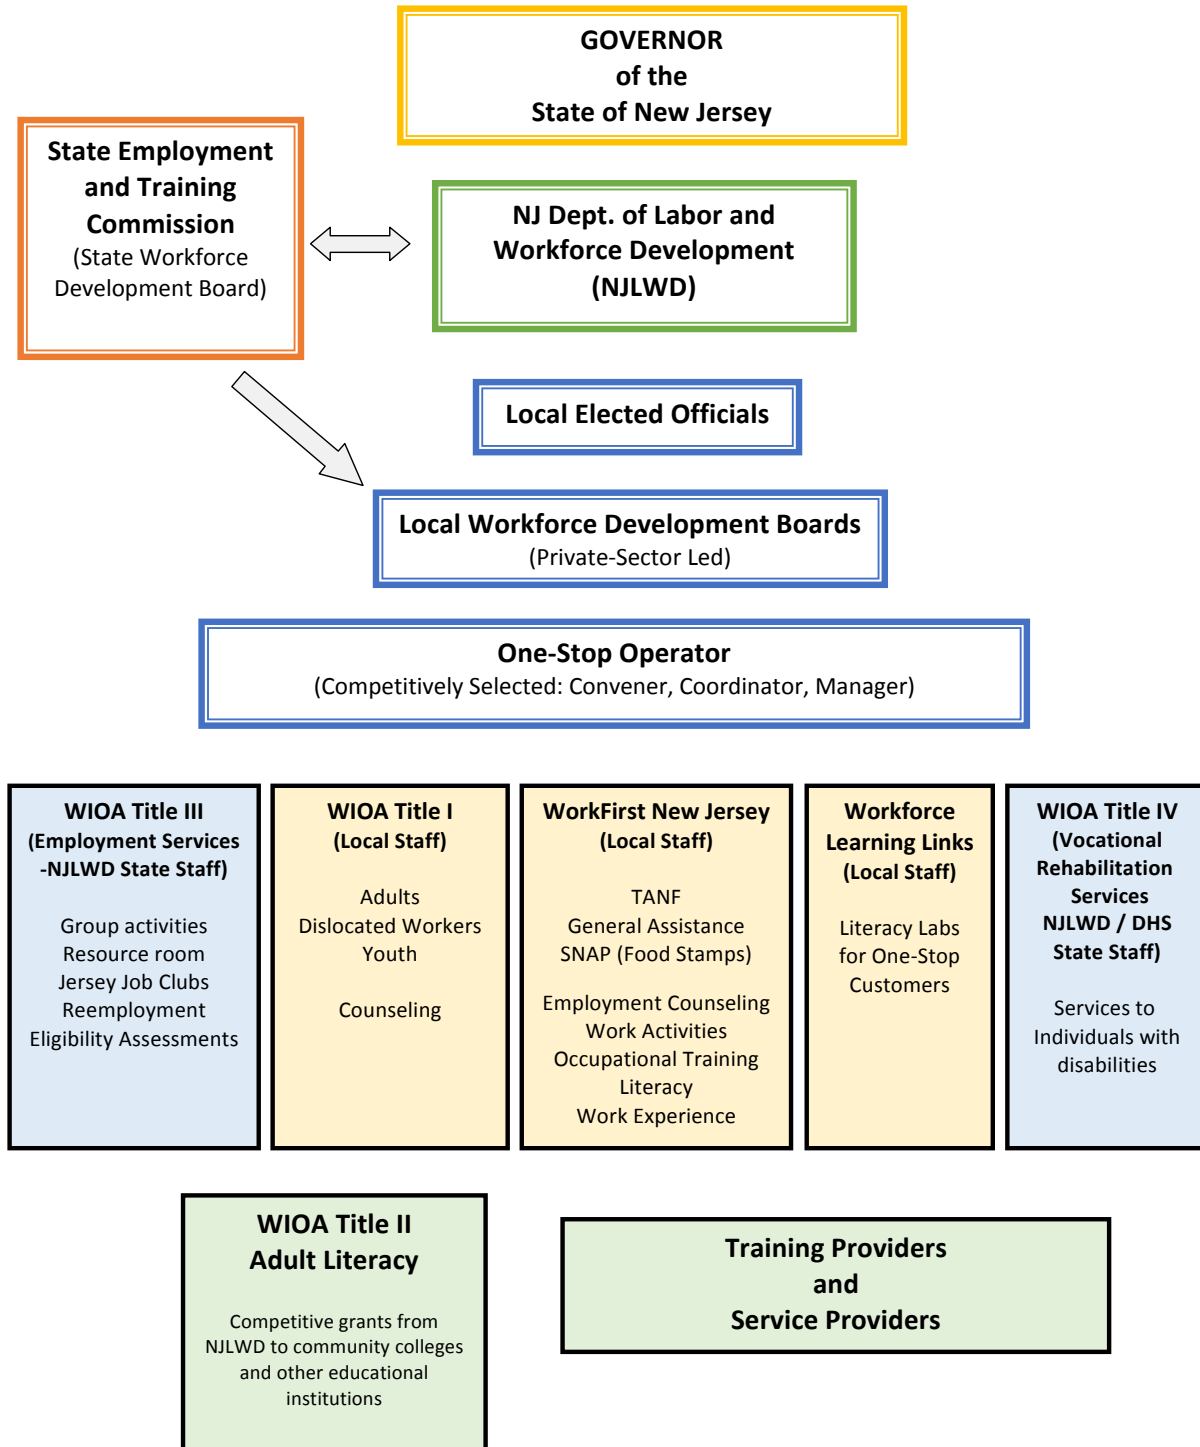 GOVERNOR
of the
State of New Jersey
State Employment
and Training
Commission
(State Workforce
Development Board)
NJ Dept. of Labor and
Workforce Development
(NJLWD)
Local Elected Officials
Local Workforce Development Boards
(Private-Sector Led)
One-Stop Operator
(Competitively Selected: Convener, Coordinator, Manager)
WIOA Title III
(Employment Services
-NJLWD State Staff)
Group activities
Resource room
Jersey Job Clubs
Reemployment
Eligibility Assessments
WIOA Title I
(Local Staff)
Adults
Dislocated Workers
Youth
Counseling
WorkFirst New Jersey
(Local Staff)
TANF
General Assistance
SNAP (Food Stamps)
Employment Counseling
Work Activities
Occupational Training
Literacy
Work Experience
Workforce
Learning Links
(Local Staff)
Literacy Labs
for One-Stop
Customers
WIOA Title IV
(Vocational
Rehabilitation
Services
NJLWD / DHS
State Staff)
Services to
Individuals with
disabilities
WIOA Title II
Adult Literacy
Competitive grants from
NJLWD to community colleges
and other educational
institutions
Training Providers
and
Service Providers